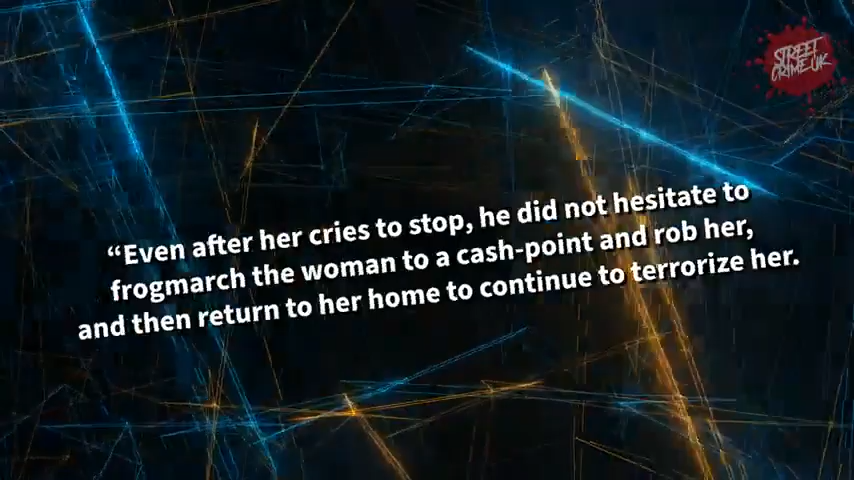 STREET
CRIME.UK
“Even after her cries to stop, he did not hesitate to
frogmarch the woman to a cash-point and rob her,
and then return to her home to continue to terrorize her.